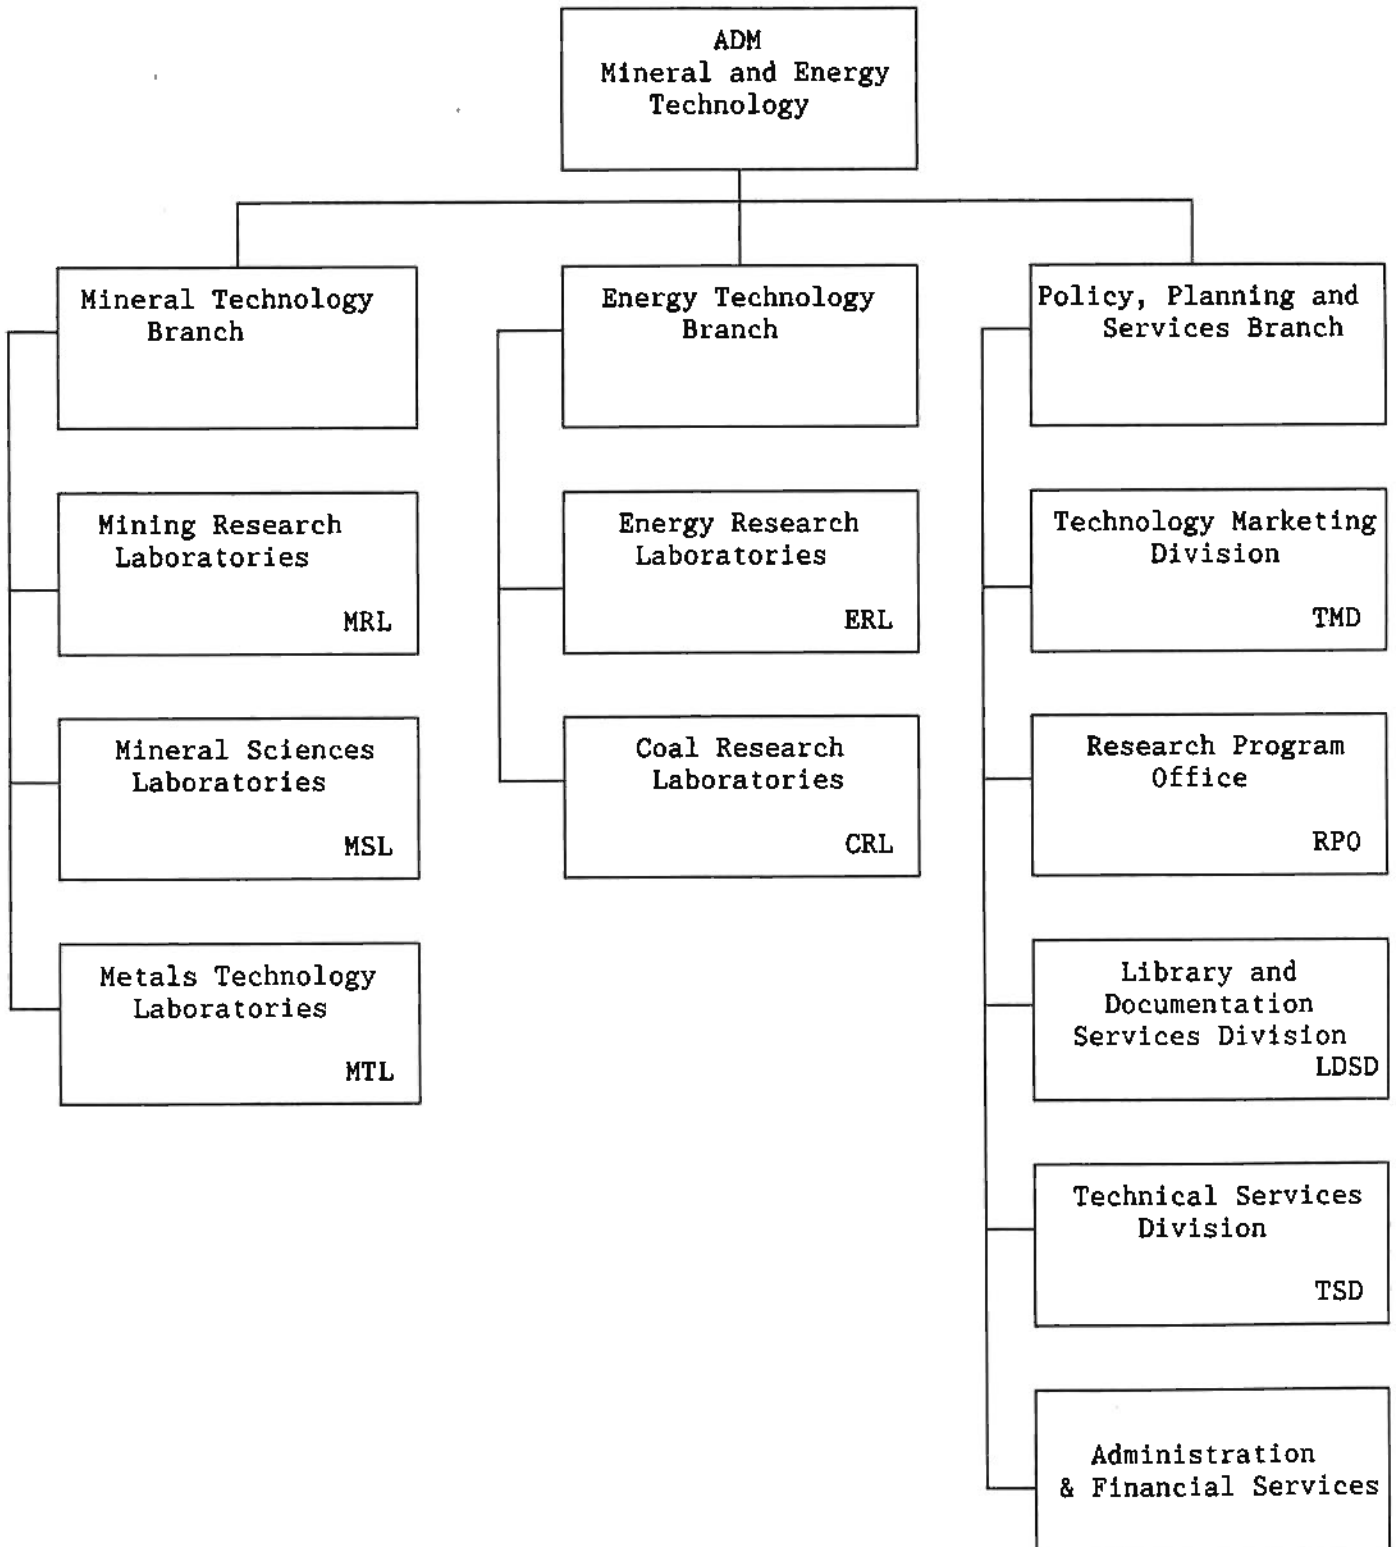 ADM
Mineral and Energy
Technology
Mineral Technology
Branch
Energy Technology
Branch
Policy, Planning and
Services Branch
Mining Research
Laboratories
MRL
Energy Research
Laboratories
ERL
Technology Marketing
Division
TMD
Mineral Sciences
Laboratories
MSL
Coal Research
Laboratories
CRL
Research Program
Office
RPO
Metals Technology
Laboratories
MTL
Library and
Documentation
Services Division
LDSD
Technical Services
Division
TSD
Administration
& Financial Services